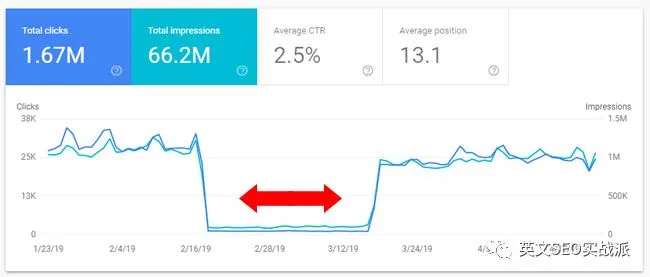 Total clicks
1.67M
Total impressions
66.2M
Average CTR
2.5%
Average position
13.1
Clicks
Impressions
38K
1.5M
25K
1M
13K
500K
0
0
1/23/19 2/4/19 2/16/19 2/28/19 3/12/19 3/24/19
英文SEO实战派